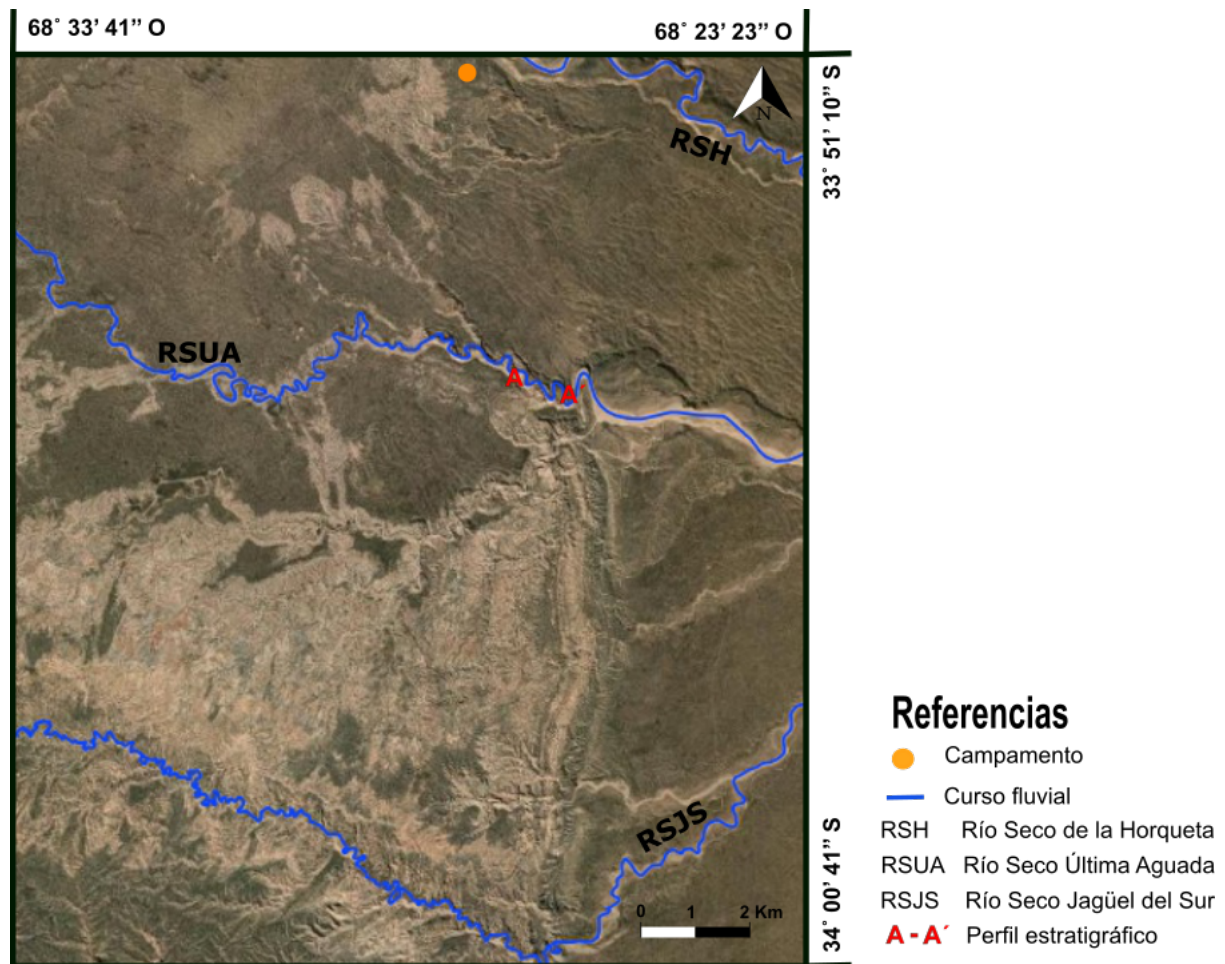 68° 33' 41’’ O
68° 23' 23’’ O
33° 51' 10’’ S
N
RSH
RSUA
A
A´
RSJS
34° 00' 41’’ S
0 1 2 Km
Referencias
Campamento
Curso fluvial
RSH Río Seco de la Horqueta
RSUA Río Seco Última Aguada
RSJS Río Seco Jagüel del Sur
A - A´ Perfil estratigráfico